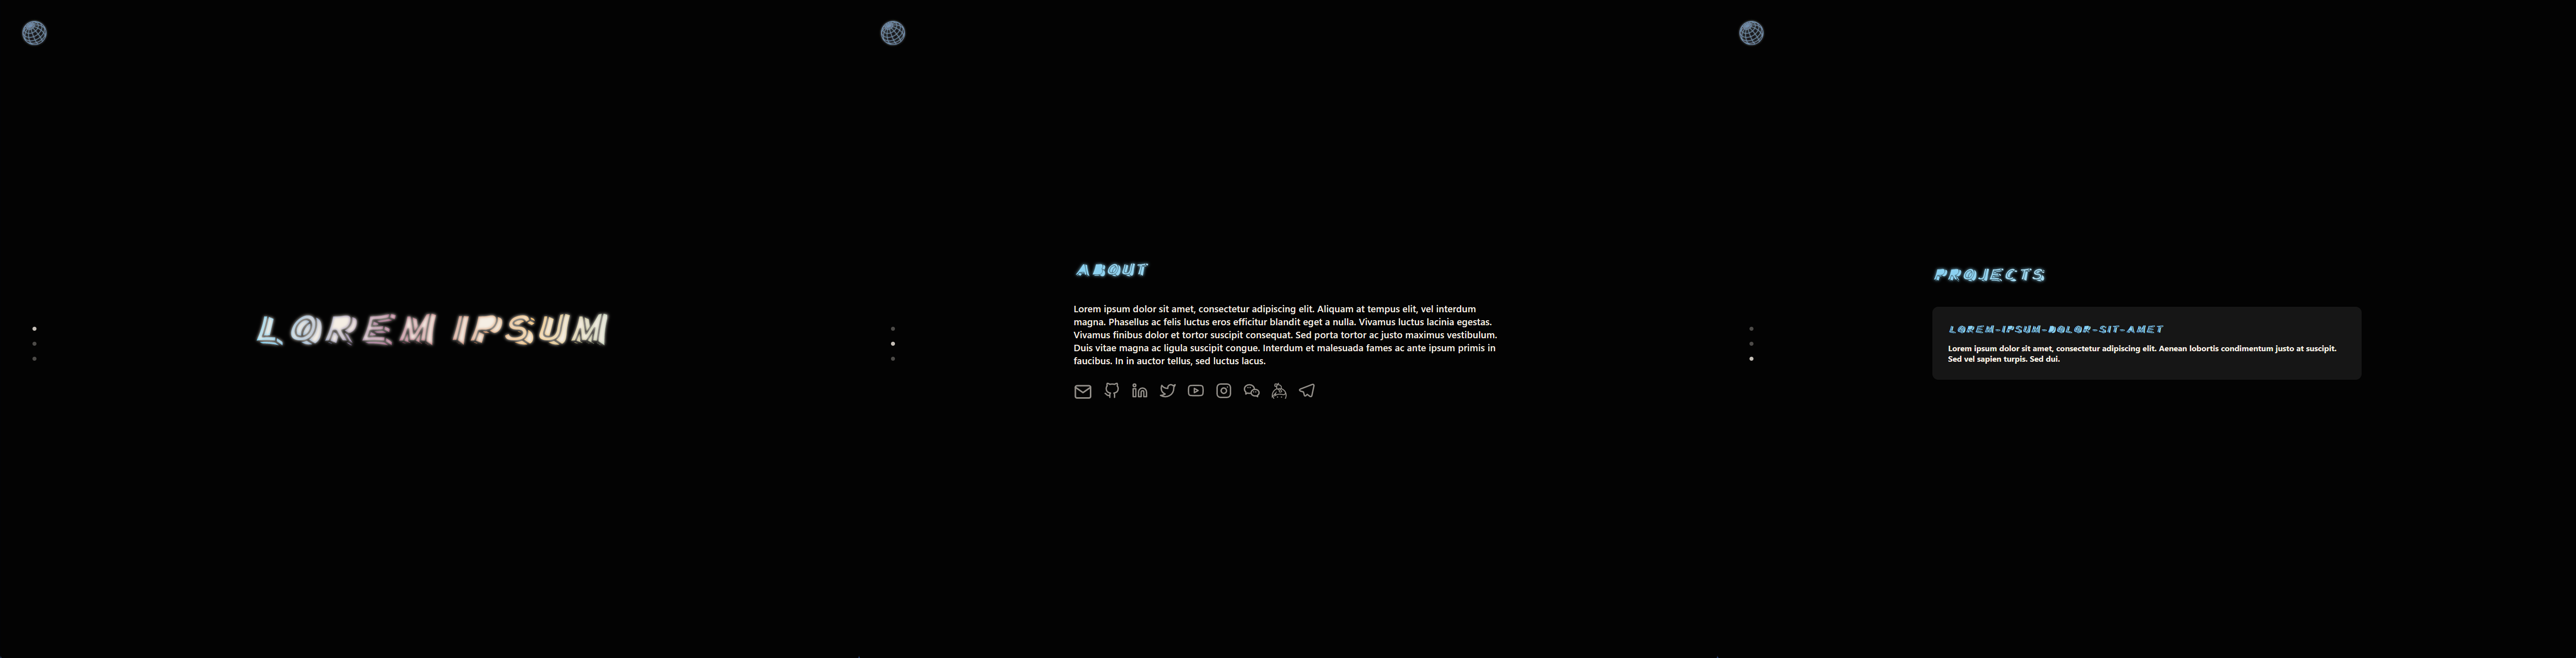 LOREM IPSUM
ABOUT
Lorem ipsum dolor sit amet, consectetur adipiscing elit. Aliquam at tempus elit, vel interdum
magna. Phasellus ac felis luctus eros efficitur blandit eget a nulla. Vivamus luctus lacinia egestas.
Vivamus finibus dolor et tortor suscipit consequat. Sed porta tortor ac justo maximus vestibulum.
Duis vitae magna ac ligula suscipit congue. Interdum et malesuada fames ac ante ipsum primis in
faucibus. In in auctor tellus, sed luctus lacus.
PROJECTS
LOREM-IPSUM-DOLOR-SIT-AMET
Lorem ipsum dolor sit amet, consectetur adipiscing elit. Aenean lobortis condimentum justo at suscipit.
Sed vel sapien turpis. Sed dui.